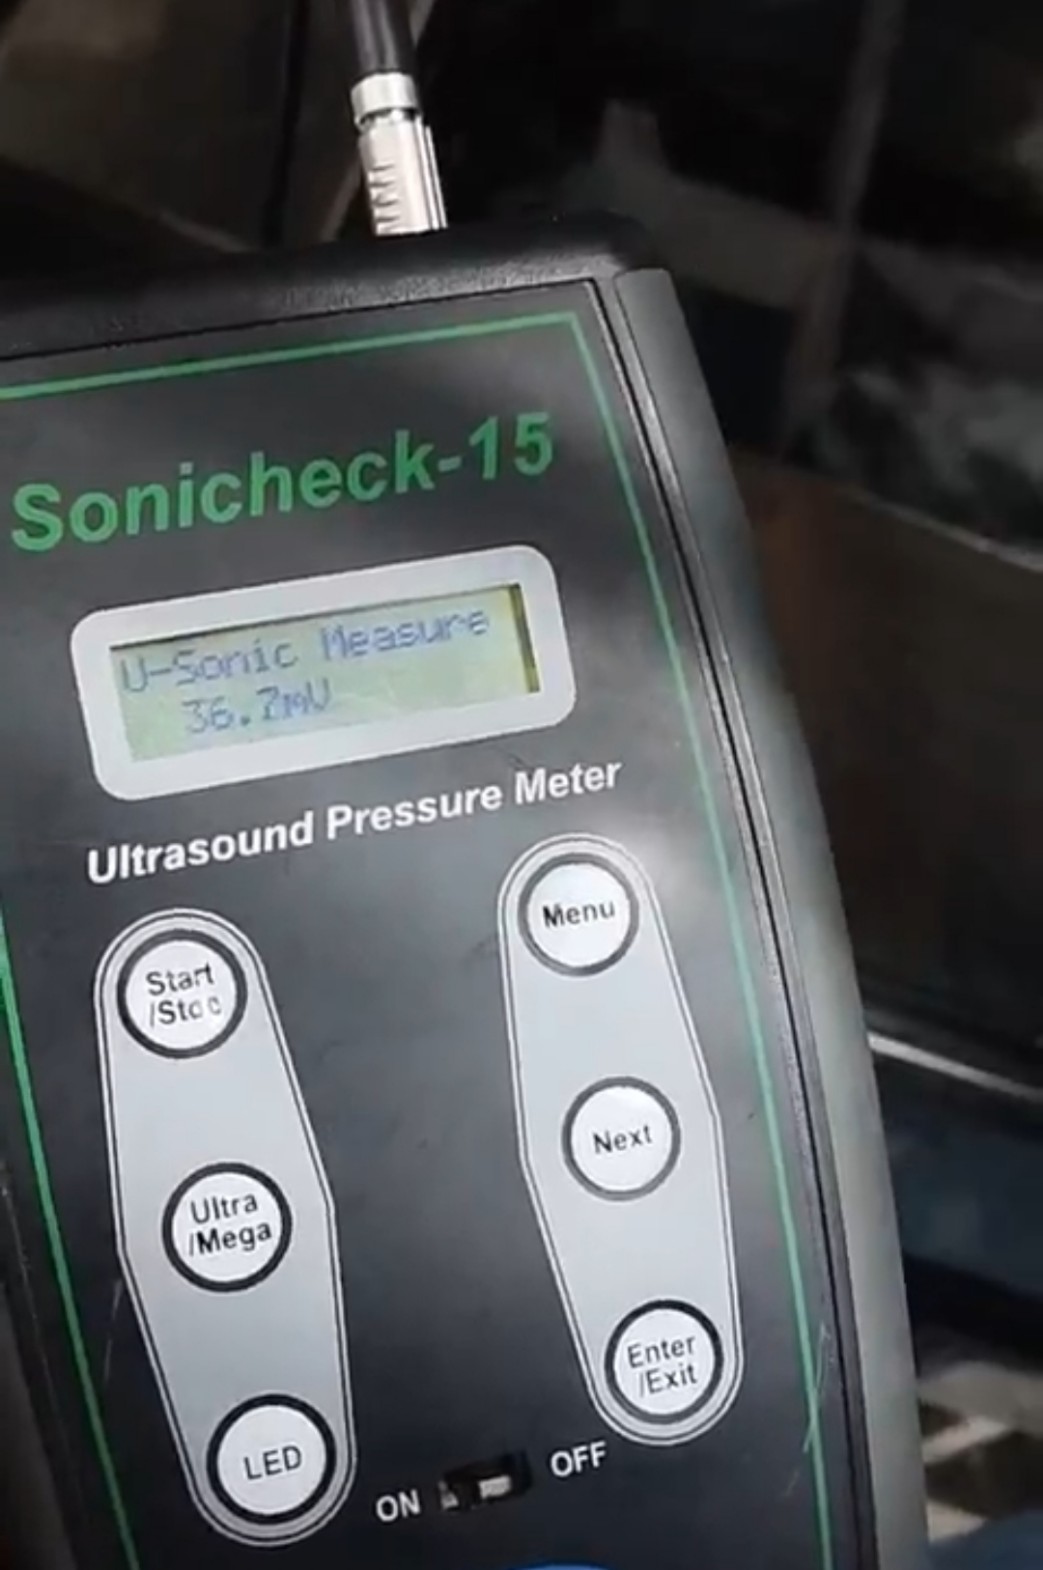 Sonicheck-15
U-Sonic Measure
36.7mV
Ultrasound Pressure Meter
Menu
Start
/Stop
Next
Ultra
/Mega
Enter
/Exit
LED
ON
OFF